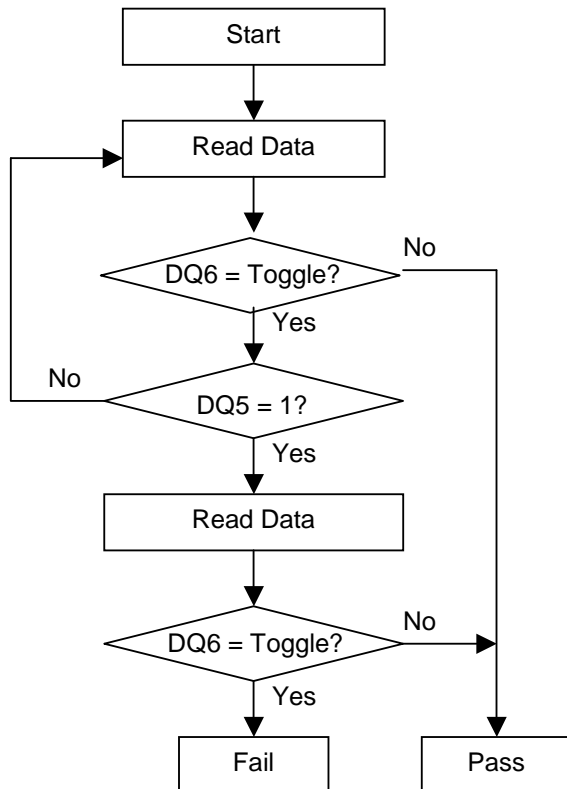 Start
Read Data
DQ6 = Toggle?
No
Yes
No
DQ5 = 1?
Yes
Read Data
DQ6 = Toggle?
No
Yes
Fail
Pass